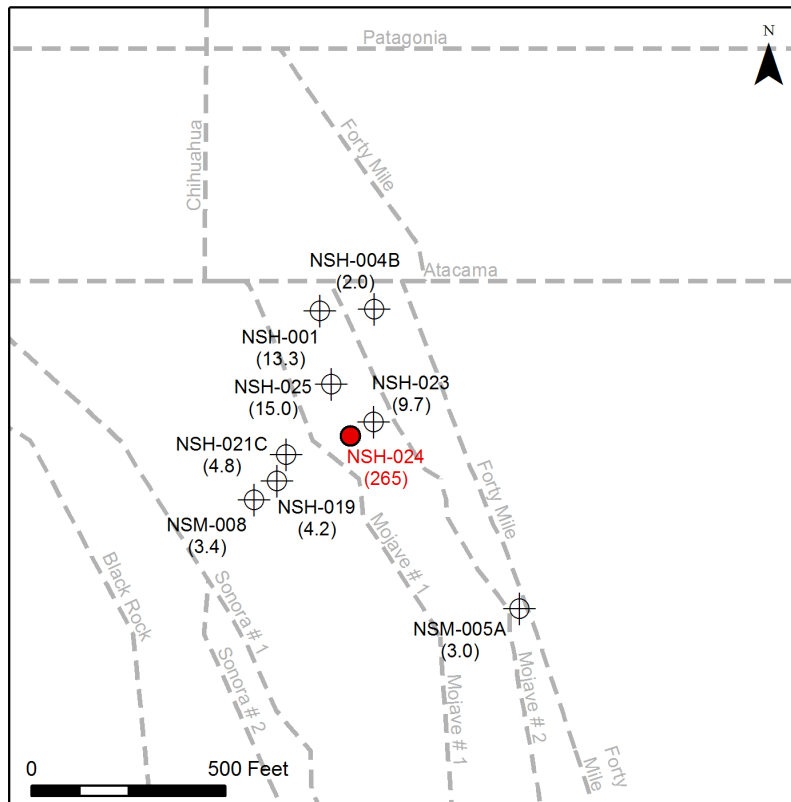 N
Patagonia
Chihuahua
Forty Mile
NSH-004B
(2.0)
Atacama
NSH-001
(13.3)
NSH-025
(15.0)
NSH-023
(9.7)
NSH-021C
(4.8)
NSH-024
(265)
NSH-019
(4.2)
NSM-008
(3.4)
Forty Mile
Mojave # 1
Black Rock
Sonora # 1
NSM-005A
(3.0)
Sonora # 2
Mojave # 1
Mojave # 2
Forty
Mile
0 500 Feet